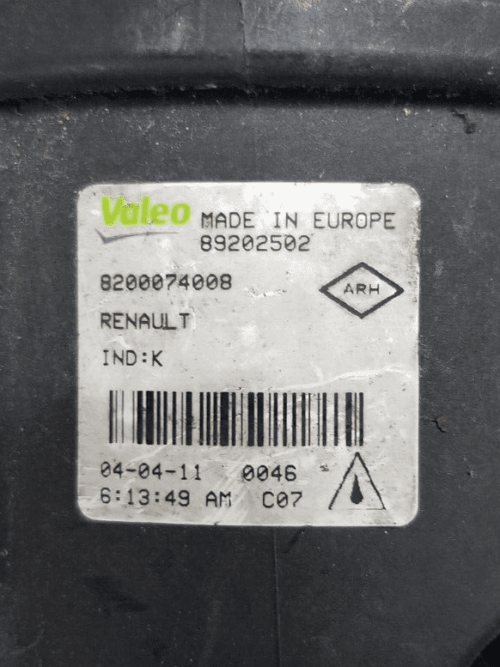 Valeo MADE IN EUROPE
89202502
8200074008
ARH
RENAULT
IND:K
04-04-11 0046
6:13:49 AM C07